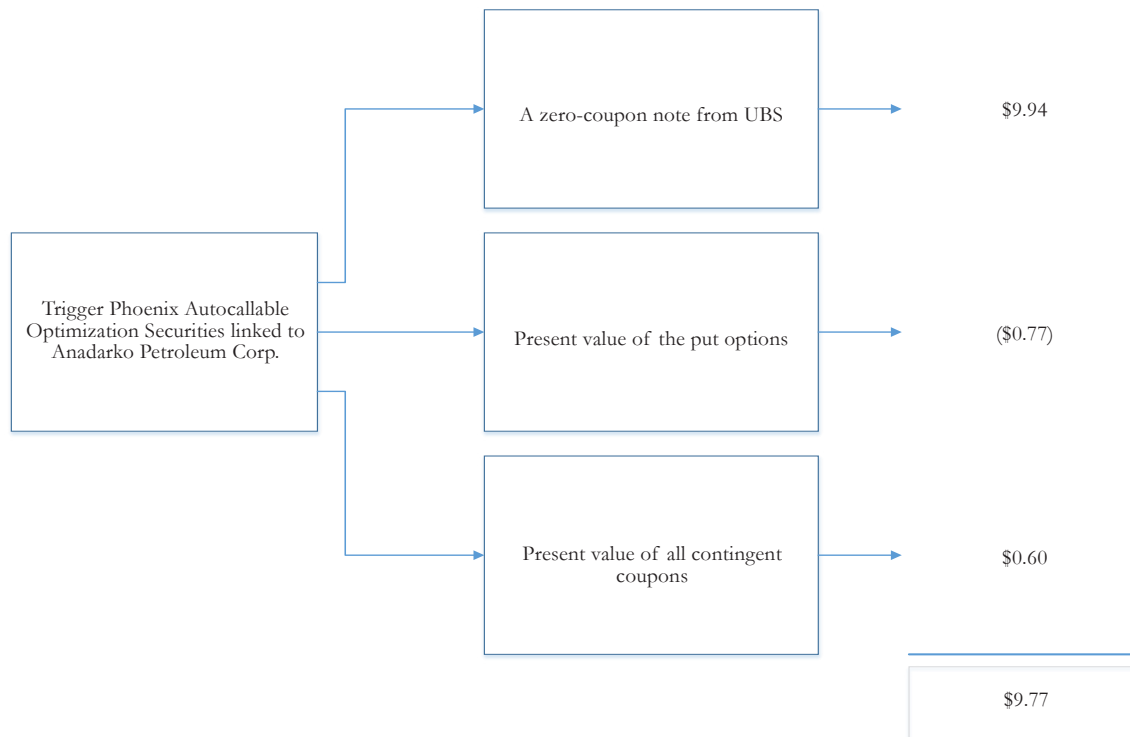 A zero-coupon note from UBS
$9.94
Trigger Phoenix Autocallable
Optimization Securities linked to
Anadarko Petroleum Corp.
Present value of the put options
($0.77)
Present value of all contingent
coupons
$0.60
$9.77